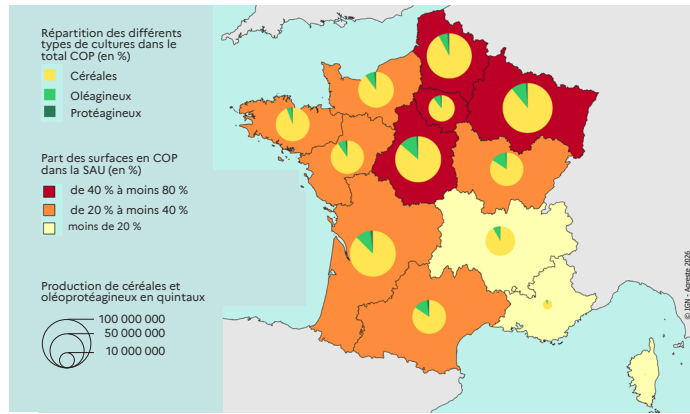 Répartition des différents
types de cultures dans le
total COP (en %)
Céréales
Oléagineux
Protéagineux
Part des surfaces en COP
dans la SAU (en %)
de 40 % à moins 80 %
de 20 % à moins 40 %
moins de 20 %
Production de céréales et
oléoprotéagineux en quintaux
100 000 000
50 000 000
10 000 000
© IGN - Agreste 2026